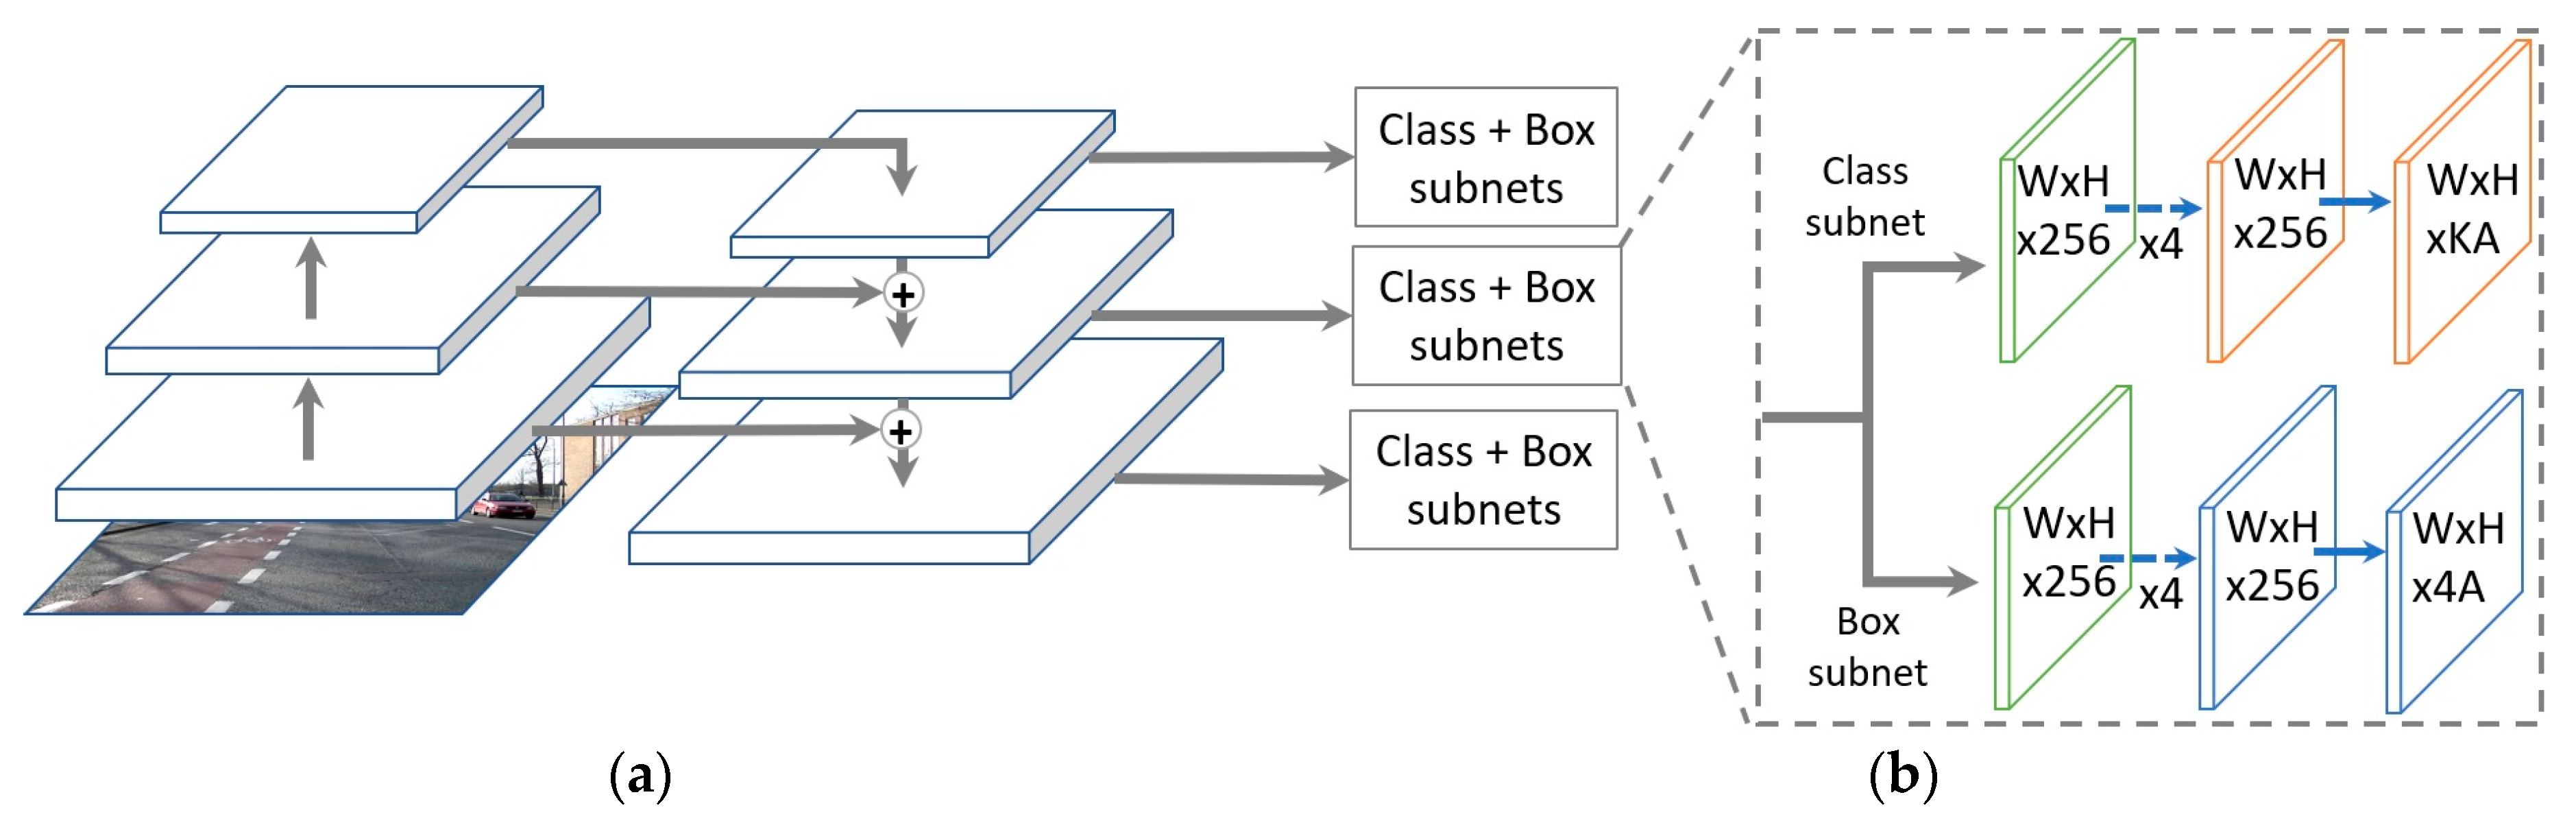 Class + Box
subnets
+
Class + Box
subnets
+
Class + Box
subnets
Class
subnet
WxH
x256
x4
WxH
x256
WxH
xKA
Box
subnet
WxH
x256
x4
WxH
x256
WxH
x4A
(a)
(b)